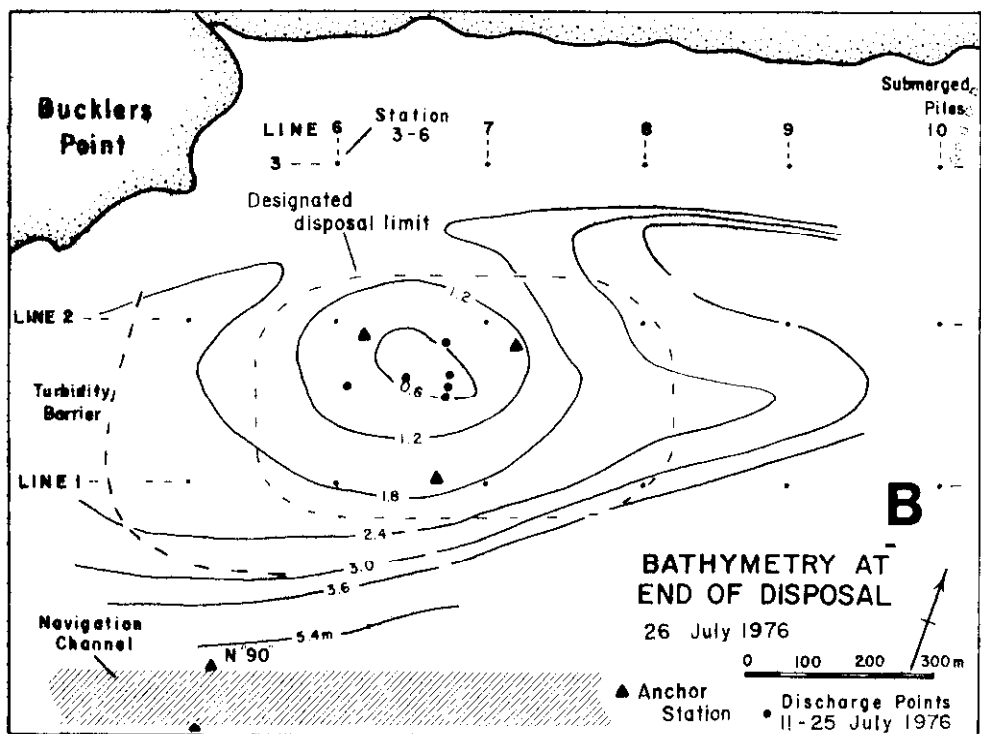 Bucklers
Point
Station
3-6
Submerged
Piles
LINE 6 7 8 9 10
3
Designated
disposal limit
1.2
LINE 2
0.6
Turbidity
Barrier
1.2
LINE 1
1.8
2.4
3.0
3.6
5.4m
B
BATHYMETRY AT
END OF DISPOSAL
26 July 1976
Navigation
Channel
N "90"
0 100 200 300m
Anchor
Station
Discharge Points
11-25 July 1976